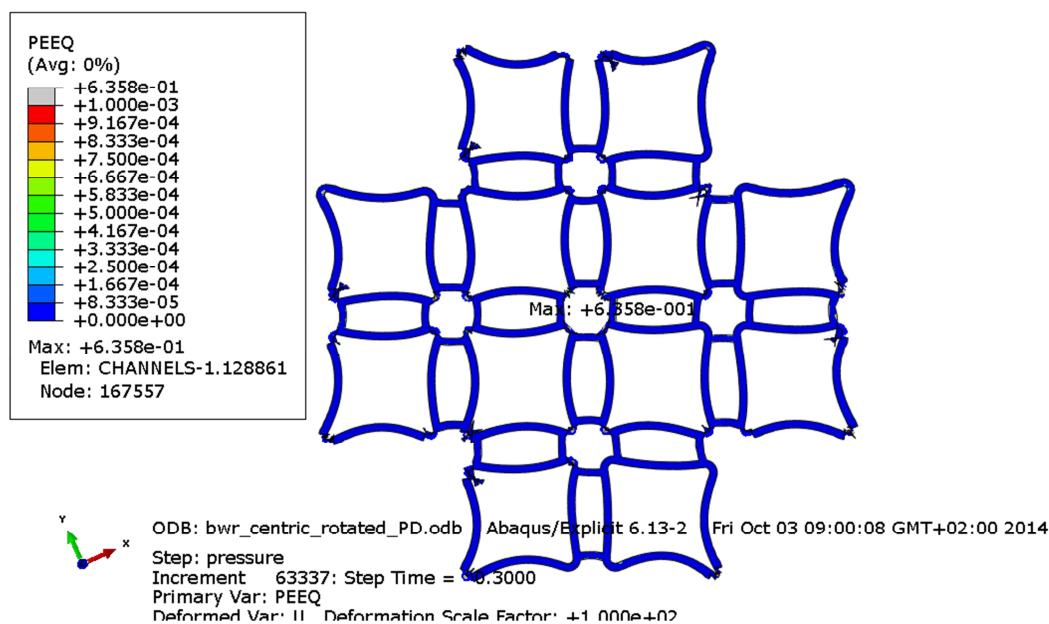 PEEQ
(Avg: 0%)
+6.358e-01
+1.000e-03
+9.167e-04
+8.333e-04
+7.500e-04
+6.667e-04
+5.833e-04
+5.000e-04
+4.167e-04
+3.333e-04
+2.500e-04
+1.667e-04
+8.333e-05
+0.000e+00
Max: +6.358e-01
Elem: CHANNELS-1.128861
Node: 167557
Max: +6.358e-001
Y
X
ODB: bwr_centric_rotated_PD.odb Abaqus/Explicit 6.13-2 Fri Oct 03 09:00:08 GMT+02:00 2014
Step: pressure
Increment 63337: Step Time = 0.3000
Primary Var: PEEQ
Deformed Var: U Deformation Scale Factor: +1.000e+02